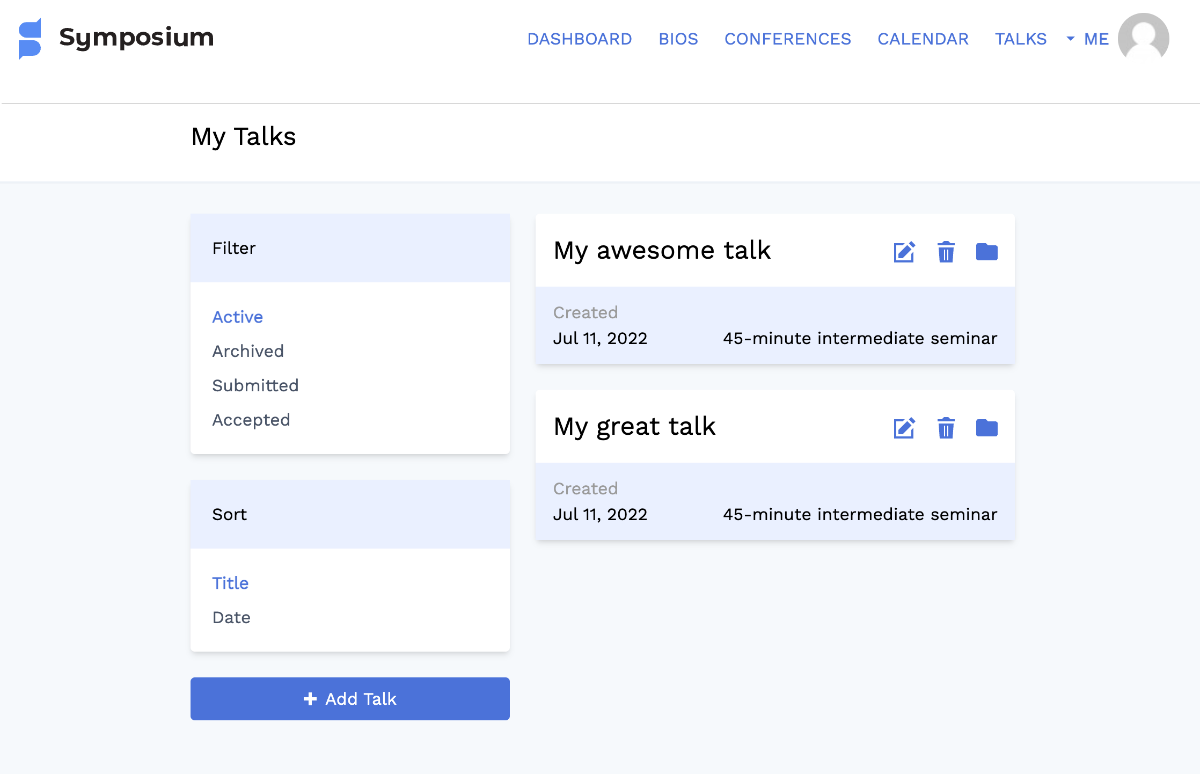 Symposium
DASHBOARD BIOS CONFERENCES CALENDAR TALKS ME
My Talks
Filter
Active
Archived
Submitted
Accepted
Sort
Title
Date
Add Talk
My awesome talk
Created
Jul 11, 2022 45-minute intermediate seminar
My great talk
Created
Jul 11, 2022 45-minute intermediate seminar